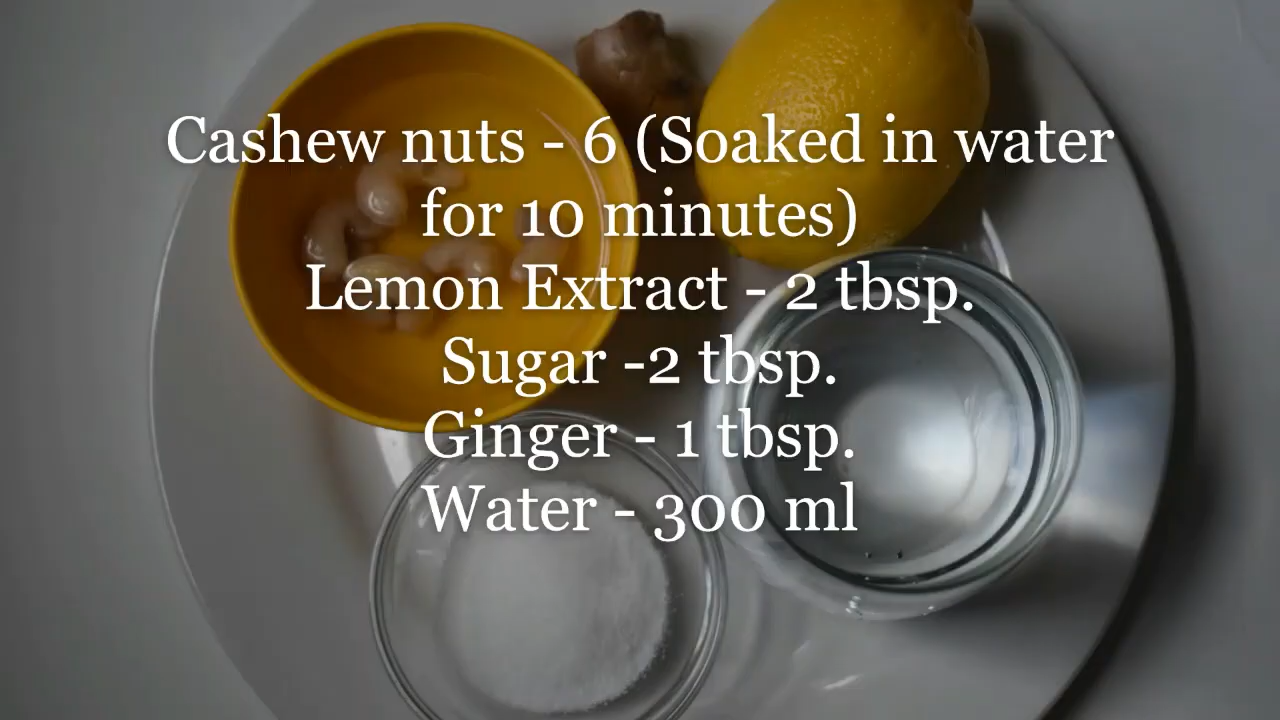 Cashew nuts - 6 (Soaked in water
for 10 minutes)
Lemon Extract - 2 tbsp.
Sugar -2 tbsp.
Ginger - 1 tbsp.
Water - 300 ml